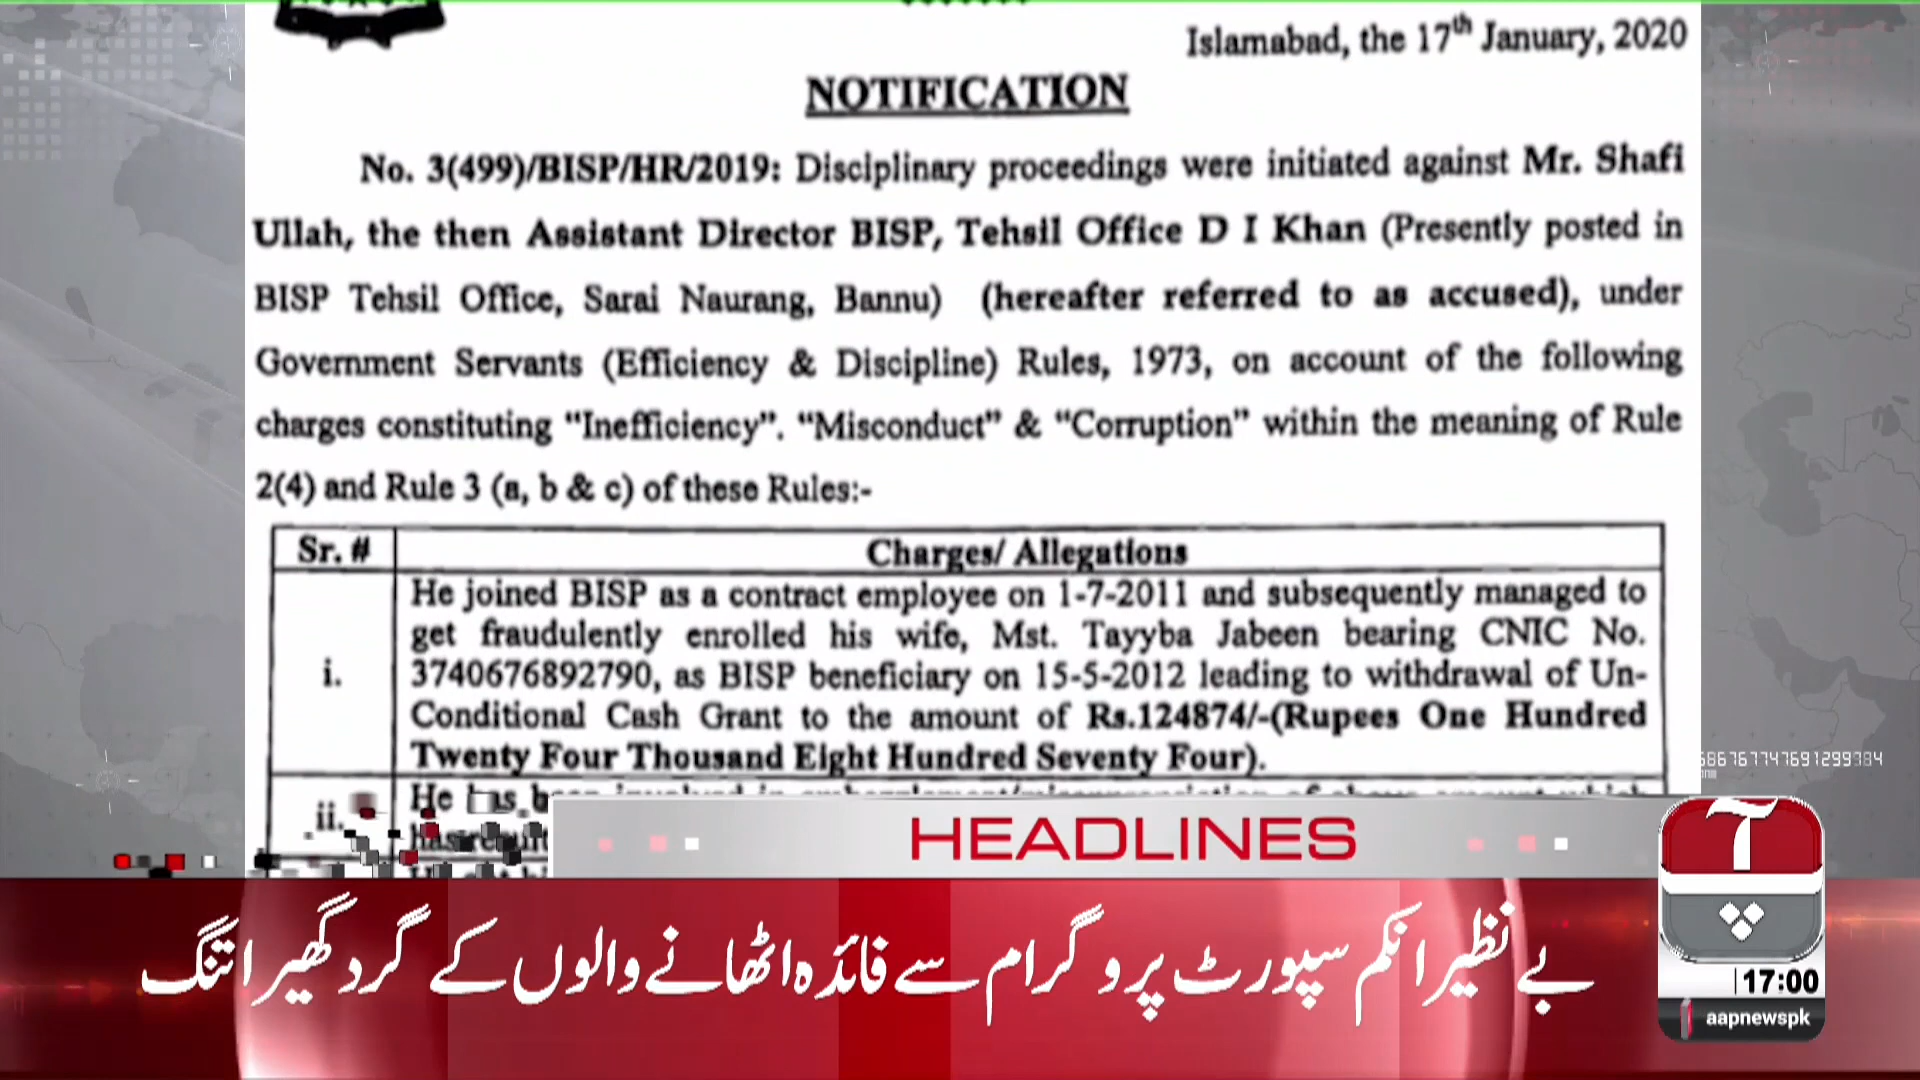 Islamabad, the 17th January, 2020
NOTIFICATION
No. 3(499)/BISP/HR/2019: Disciplinary proceedings were initiated against Mr. Shafi
Ullah, the then Assistant Director BISP, Tehsil Office D I Khan (Presently posted in
BISP Tehsil Office, Sarai Naurang, Bannu) (hereafter referred to as accused), under
Government Servants (Efficiency & Discipline) Rules, 1973, on account of the following
charges constituting “Inefficiency”. “Misconduct” & “Corruption” within the meaning of Rule
2(4) and Rule 3 (a, b & c) of these Rules:-
Sr. # Charges/ Allegations
i. He joined BISP as a contract employee on 1-7-2011 and subsequently managed to
get fraudulently enrolled his wife, Mst. Tayyba Jabeen bearing CNIC No.
3740676892790, as BISP beneficiary on 15-5-2012 leading to withdrawal of Un-
Conditional Cash Grant to the amount of Rs.124874/-(Rupees One Hundred
Twenty Four Thousand Eight Hundred Seventy Four).
ii. He has
HEADLINES
بے نظیر انکم سپورٹ پروگرام سے فائدہ اٹھانے والوں کے گرد گھیرا تنگ
آپ
17:00
aapnewspk